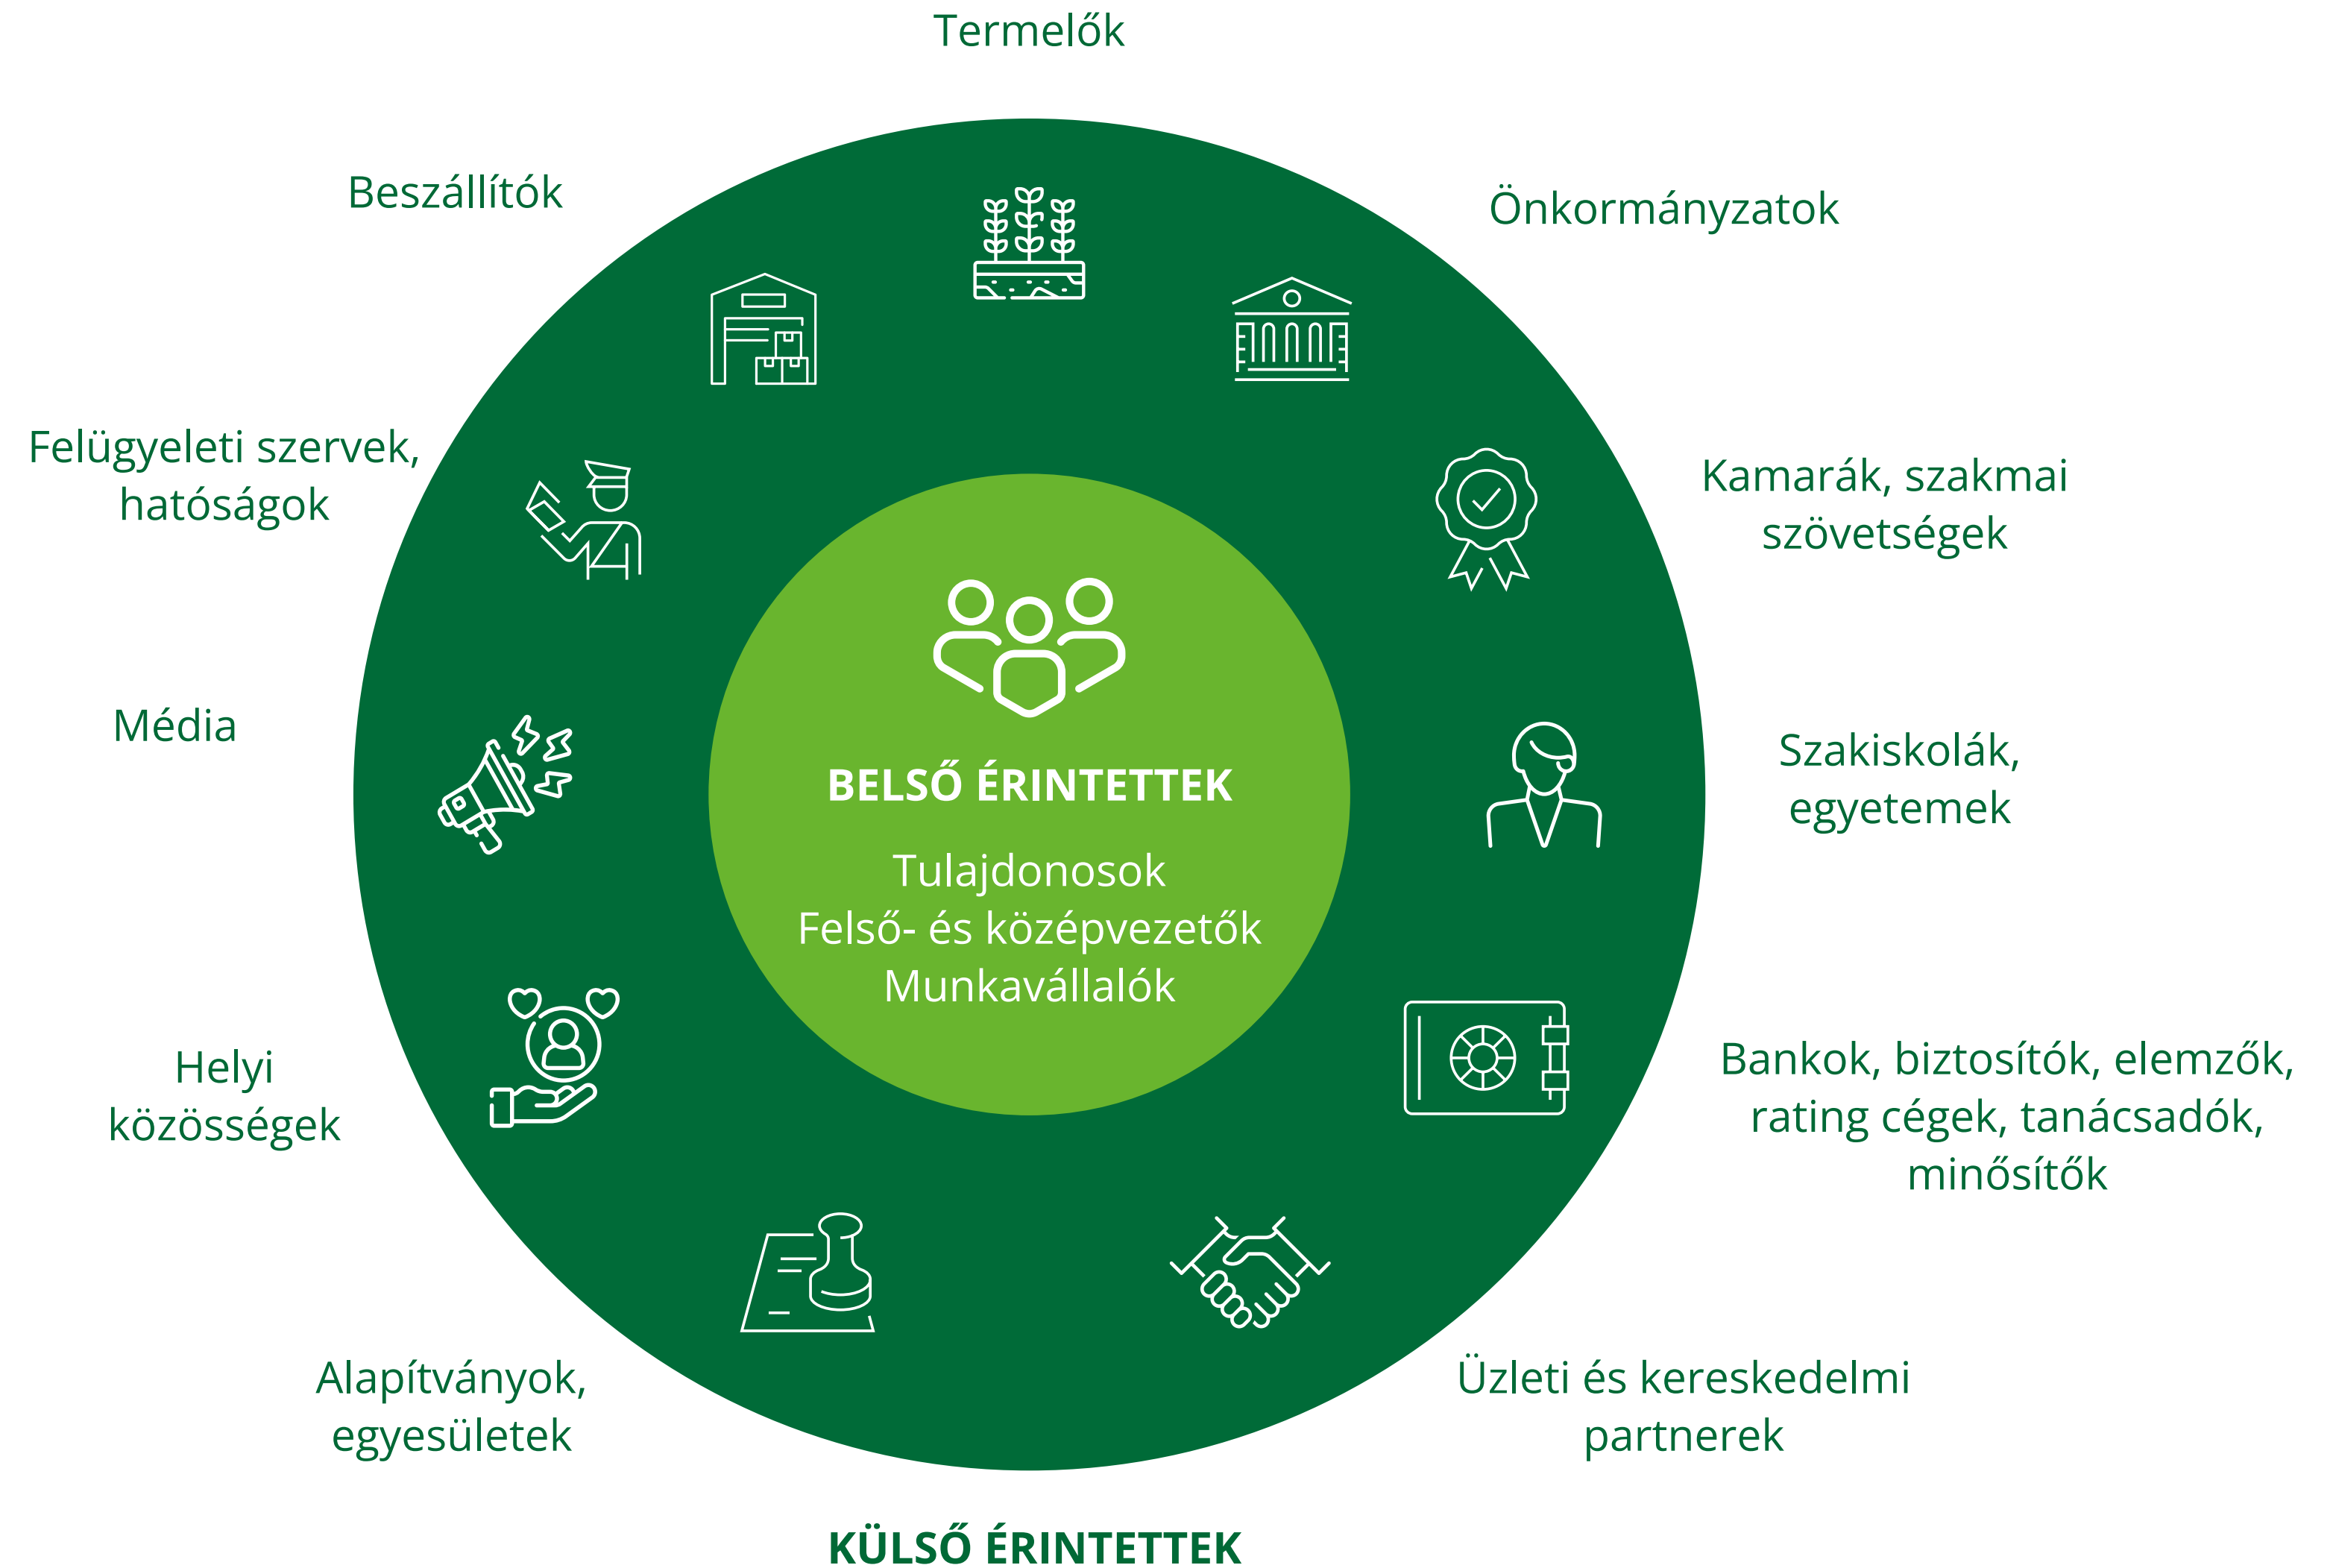 Termelők
Beszállítók
Önkormányzatok
Felügyeleti szervek,
hatóságok
Kamarák, szakmai
szövetségek
Média
Szakiskolák,
egyetemek
BELSŐ ÉRINTETTEK
Tulajdonosok
Felső- és középvezetők
Munkavállalók
Helyi
közösségek
Bankok, biztosítók, elemzők,
rating cégek, tanácsadók,
minősítők
Alapítványok,
egyesületek
Üzleti és kereskedelmi
partnerek
KÜLSŐ ÉRINTETTEK